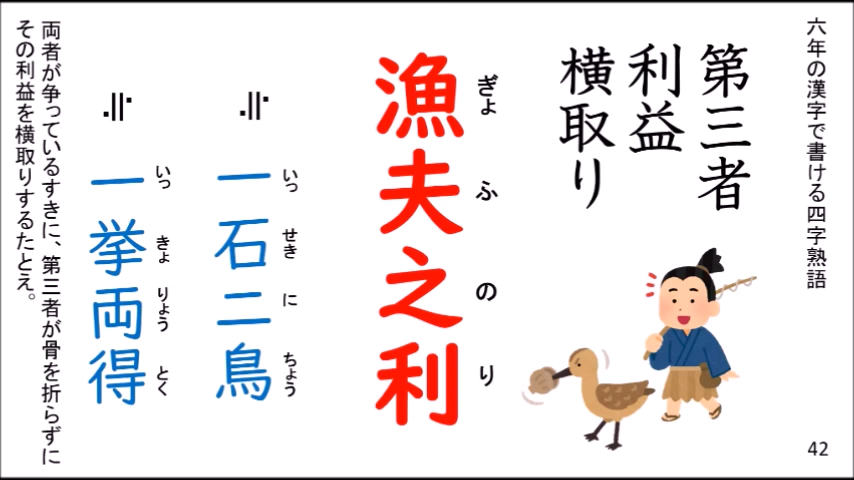 六年の漢字で書ける四字熟語
第三者
利益
横取り
ぎょ ふ の り
漁夫之利
≒
いっ せき に ちょう
一石二鳥
≒
いっ きょ りょう とく
一挙両得
両者が争っているすきに、第三者が骨を折らずに
その利益を横取りするたとえ。
42